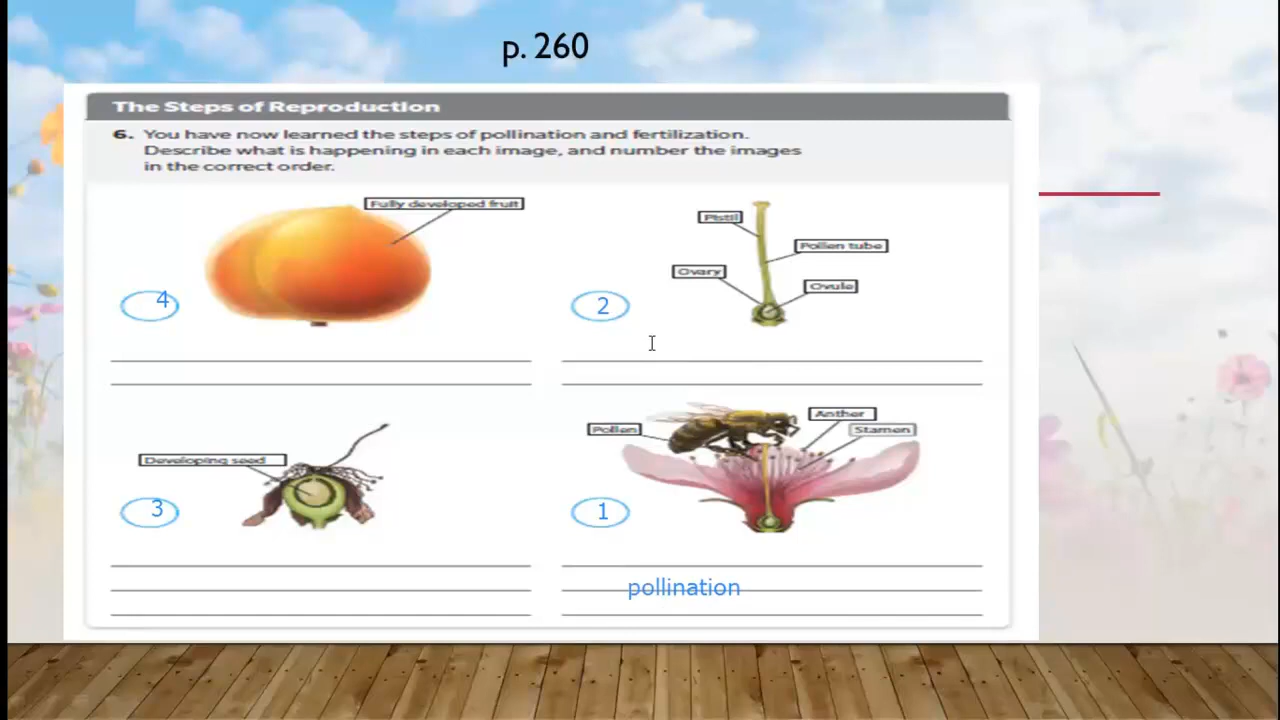 p. 260
The Steps of Reproduction
6. You have now learned the steps of pollination and fertilization.
Describe what is happening in each image, and number the images
in the correct order.
Fully developed fruit
4
Pistil
Pollen tube
Ovary
Ovule
2
Developing seed
3
Pollen
Anther
Stamen
1
pollination